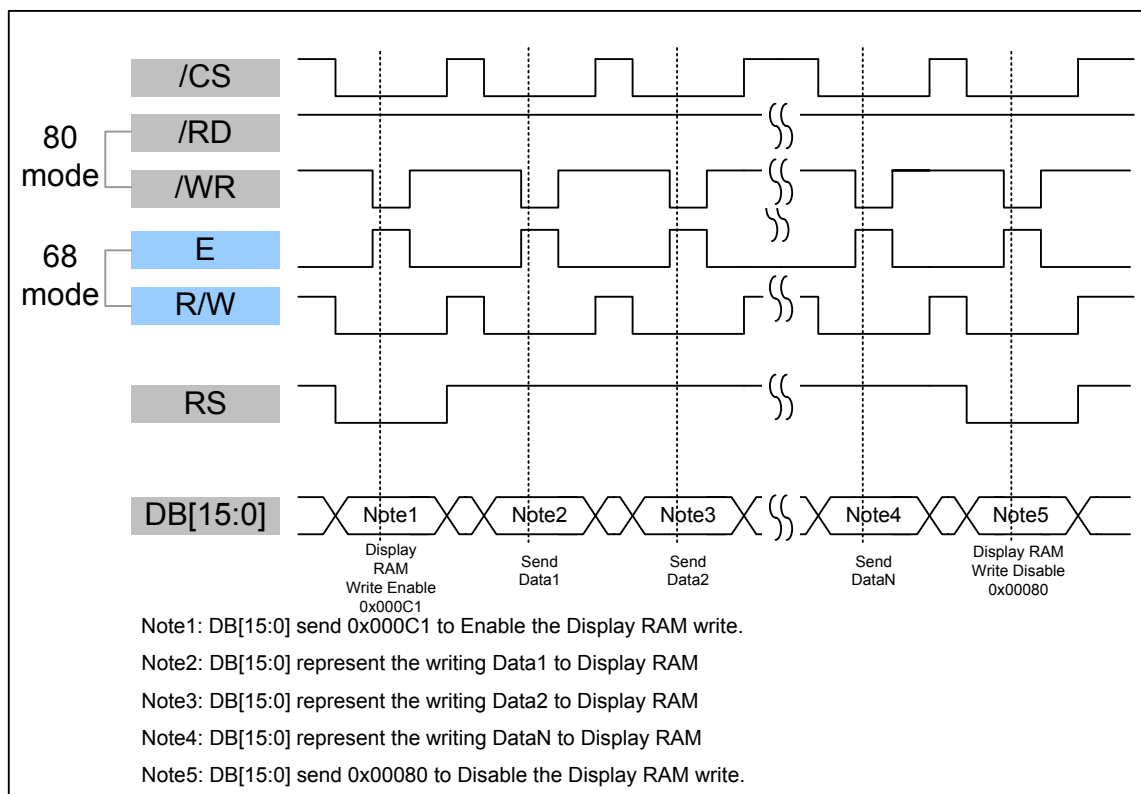 /CS
/RD
80
mode
/WR
E
68
mode
R/W
RS
DB[15:0]
Note1
Note2
Note3
Note4
Note5
Display
RAM
Write Enable
0x000C1
Send
Data1
Send
Data2
Send
DataN
Display RAM
Write Disable
0x00080
Note1: DB[15:0] send 0x000C1 to Enable the Display RAM write.
Note2: DB[15:0] represent the writing Data1 to Display RAM
Note3: DB[15:0] represent the writing Data2 to Display RAM
Note4: DB[15:0] represent the writing DataN to Display RAM
Note5: DB[15:0] send 0x00080 to Disable the Display RAM write.